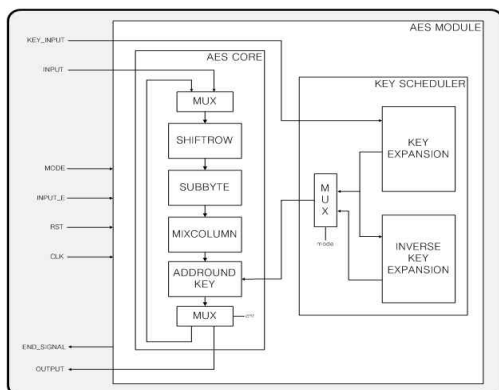 AES MODULE
KEY_INPUT
AES CORE
INPUT
KEY SCHEDULER
MUX
SHIFTROW
KEY
EXPANSION
MODE
SUBBYTE
M
U
X
INPUT_E
mode
RST
MIXCOLUMN
INVERSE
KEY
EXPANSION
CLK
ADDROUND
KEY
MUX
END_SIGNAL
OUTPUT